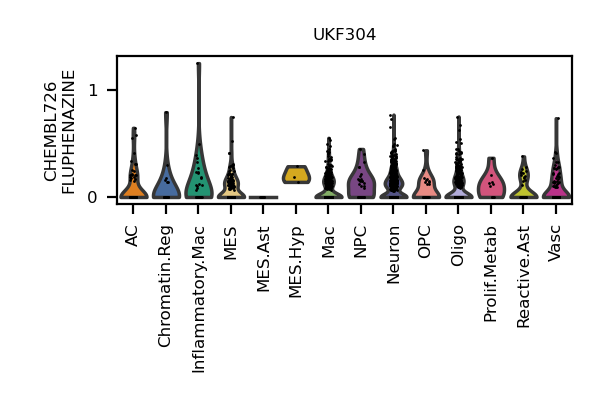 UKF304
CHEMBL726
FLUPHENAZINE
1
0
AC
Chromatin.Reg
Inflammatory.Mac
MES
MES.Ast
MES.Hyp
Mac
NPC
Neuron
OPC
Oligo
Prolif.Metab
Reactive.Ast
Vasc